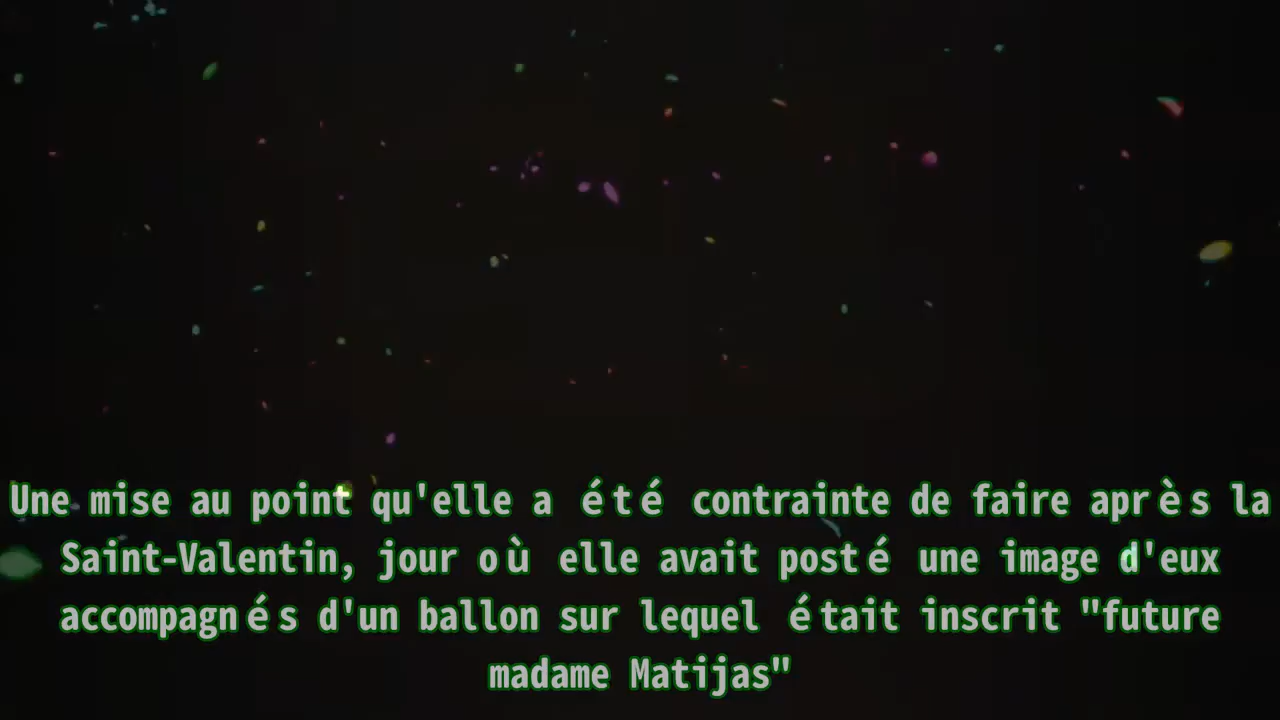 Une mise au point qu'elle a été contrainte de faire après la
Saint-Valentin, jour où elle avait posté une image d'eux
accompagnés d'un ballon sur lequel était inscrit "future
madame Matijas"